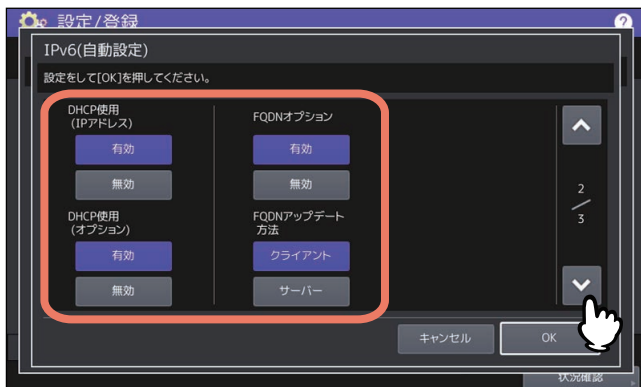 設定/登録
?
IPv6(自動設定)
設定をして[OK]を押してください。
DHCP使用
(IPアドレス)
有効
無効
DHCP使用
(オプション)
有効
無効
FQDNオプション
有効
無効
FQDNアップデート
方法
クライアント
サーバー
2
/
3
キャンセル
OK
状況確認